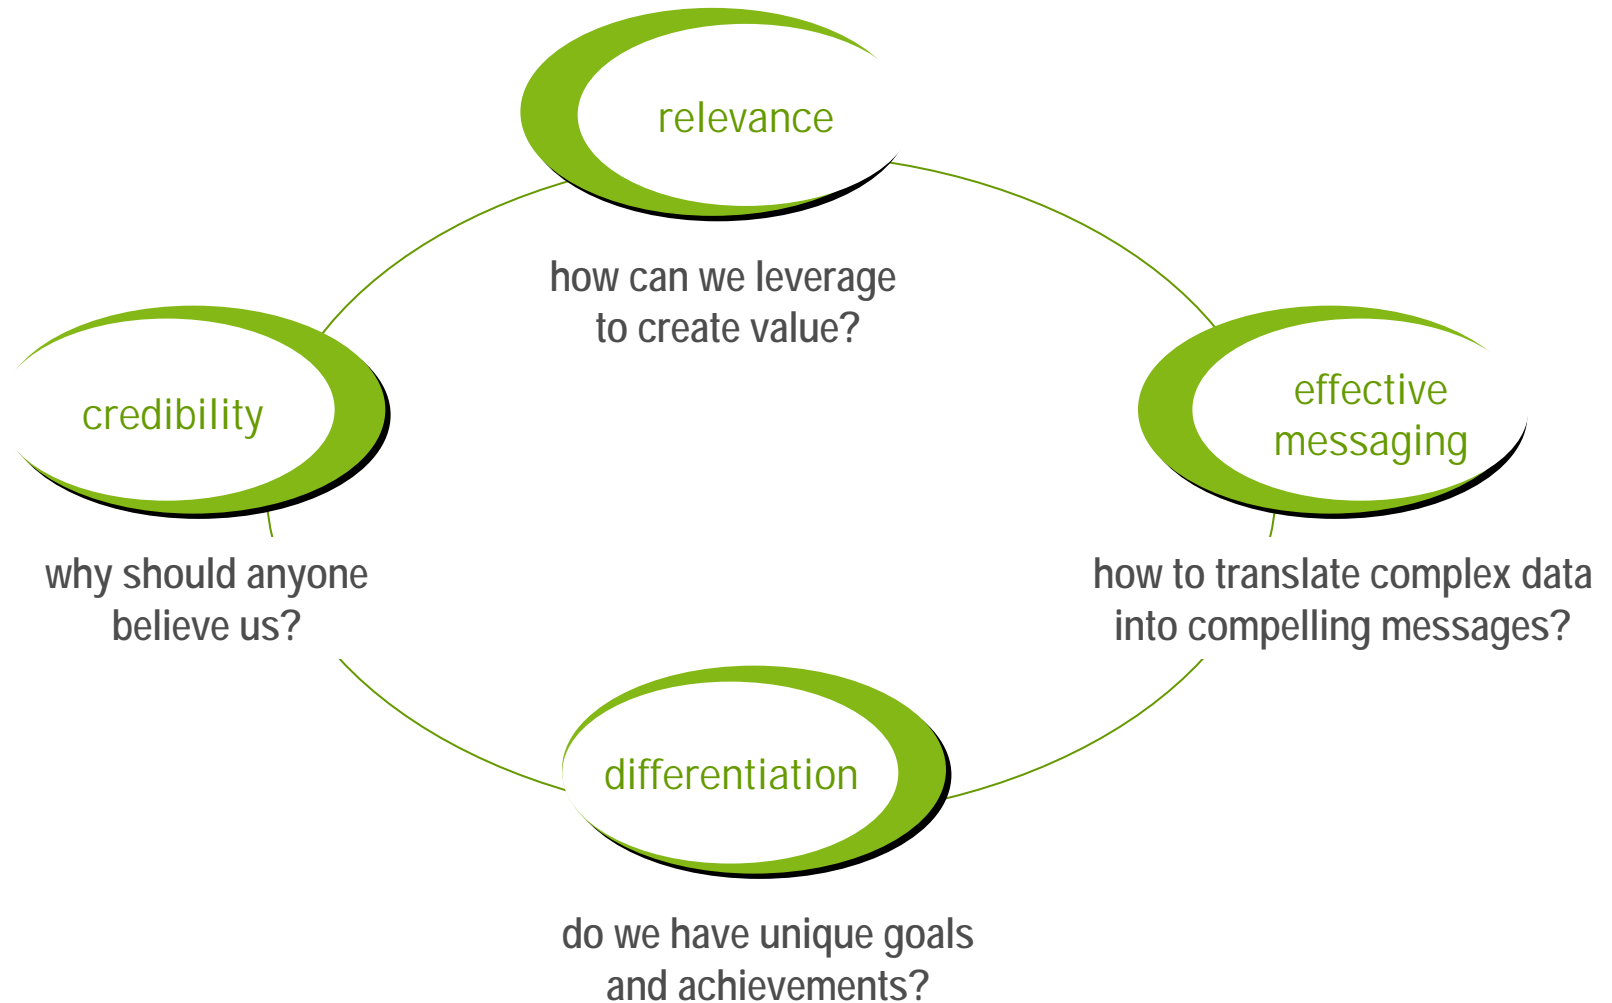 relevance
how can we leverage
to create value?
credibility
why should anyone
believe us?
effective
messaging
how to translate complex data
into compelling messages?
differentiation
do we have unique goals
and achievements?